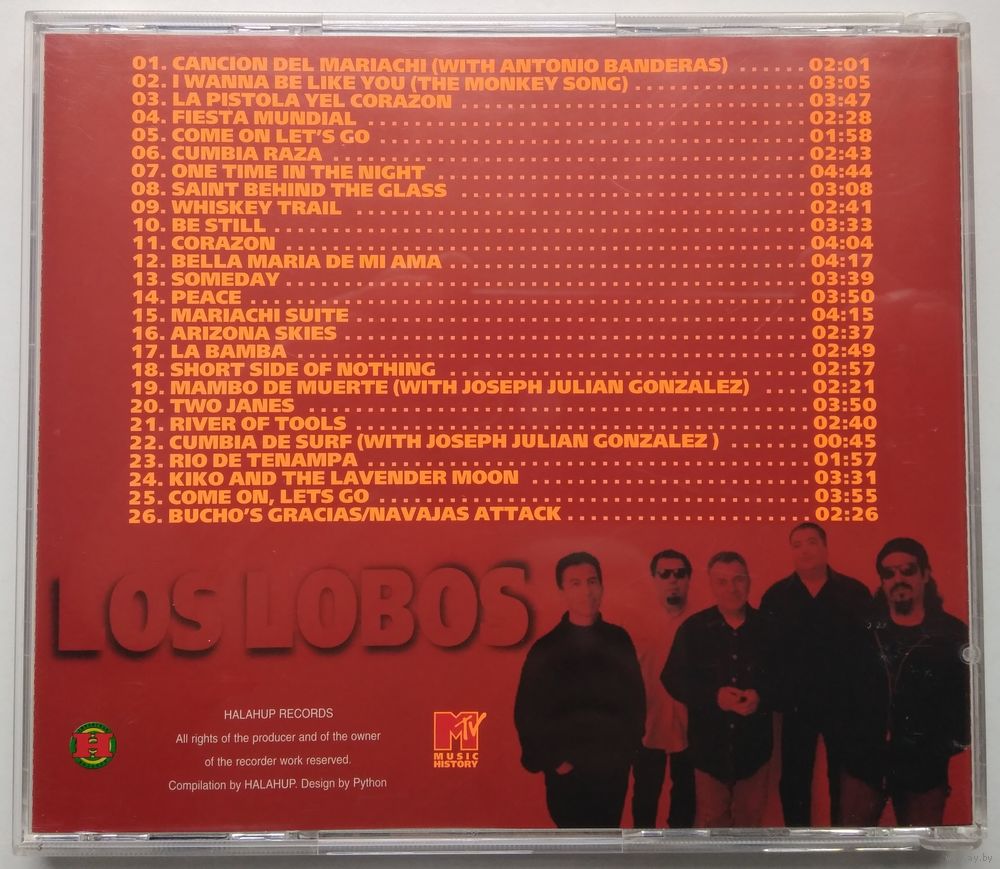 01. CANCION DEL MARIACHI (WITH ANTONIO BANDERAS) ...... 02:01
02. I WANNA BE LIKE YOU (THE MONKEY SONG) ............... 03:05
03. LA PISTOLA YEL CORAZON ............... 03:47
04. FIESTA MUNDIAL ............... 02:28
05. COME ON LET'S GO ............... 01:58
06. CUMBIA RAZA ............... 02:43
07. ONE TIME IN THE NIGHT ............... 04:44
08. SAINT BEHIND THE GLASS ............... 03:08
09. WHISKEY TRAIL ............... 02:41
10. BE STILL ............... 03:33
11. CORAZON ............... 04:04
12. BELLA MARIA DE MI AMA ............... 04:17
13. SOMEDAY ............... 03:39
14. PEACE ............... 03:50
15. MARIACHI SUITE ............... 04:15
16. ARIZONA SKIES ............... 02:37
17. LA BAMBA ............... 02:49
18. SHORT SIDE OF NOTHING ............... 02:57
19. MAMBO DE MUERTE (WITH JOSEPH JULIAN GONZALEZ) .... 02:21
20. TWO JANES ............... 03:50
21. RIVER OF TOOLS ............... 02:40
22. CUMBIA DE SURF (WITH JOSEPH JULIAN GONZALEZ ) ....... 00:45
23. RIO DE TENAMPA ............... 01:57
24. KIKO AND THE LAVENDER MOON ............... 03:31
25. COME ON, LETS GO ............... 03:55
26. BUCHO'S GRACIAS/NAVAJAS ATTACK ............... 02:26
LOS LOBOS
HALAHUP RECORDS
All rights of the producer and of the owner
of the recorder work reserved.
Compilation by HALAHUP. Design by Python
H
MTV
MUSIC
HISTORY